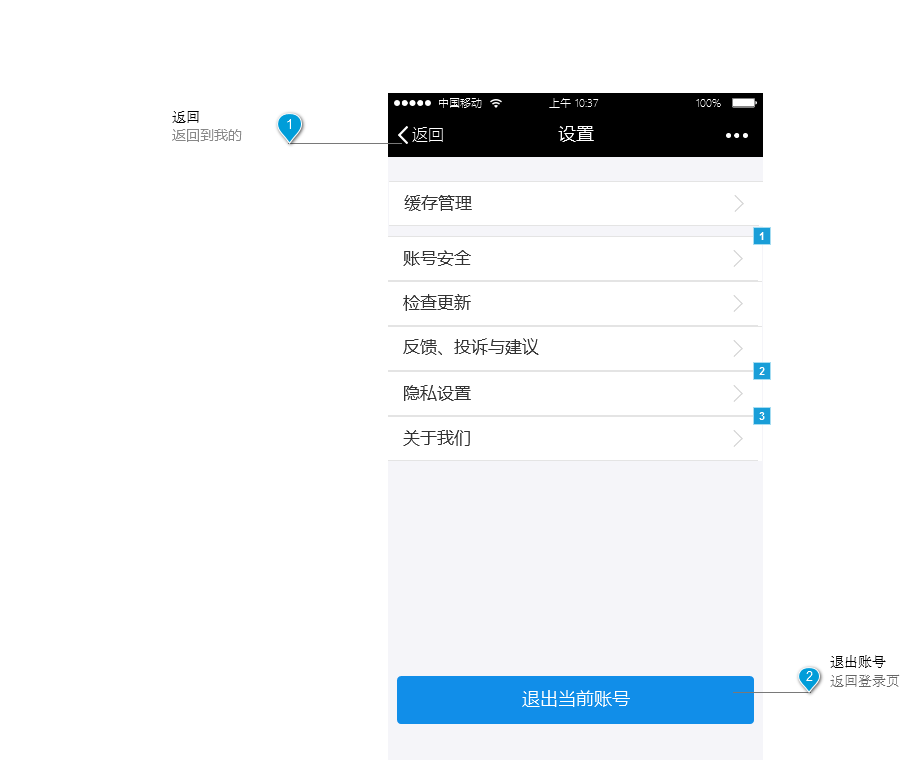 中国移动 上午 10:37 100%
返回
返回到我的
1
返回 设置
缓存管理
1
账号安全
检查更新
反馈、投诉与建议
2
隐私设置
3
关于我们
退出账号
返回登录页
2
退出当前账号